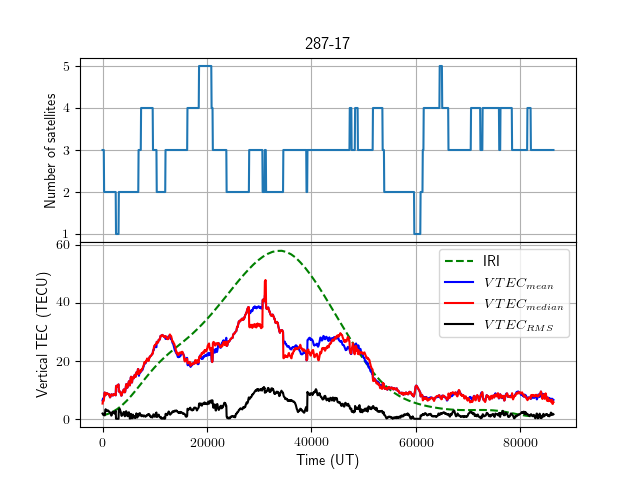 287-17
Number of satellites
5
4
3
2
1
Vertical TEC (TECU)
60
40
20
0
IRI
VTEC_mean
VTEC_median
VTEC_RMS
0 20000 40000 60000 80000
Time (UT)